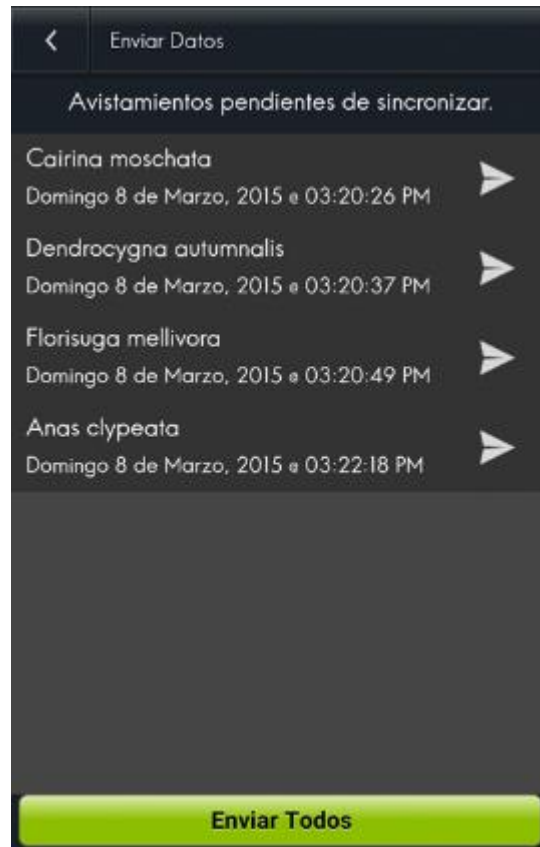 Enviar Datos
Avistamientos pendientes de sincronizar.
Cairina moschata
Domingo 8 de Marzo, 2015 a 03:20:26 PM
Dendrocygna autumnalis
Domingo 8 de Marzo, 2015 a 03:20:37 PM
Florisuga mellivora
Domingo 8 de Marzo, 2015 a 03:20:49 PM
Anas clypeata
Domingo 8 de Marzo, 2015 a 03:22:18 PM
Enviar Todos